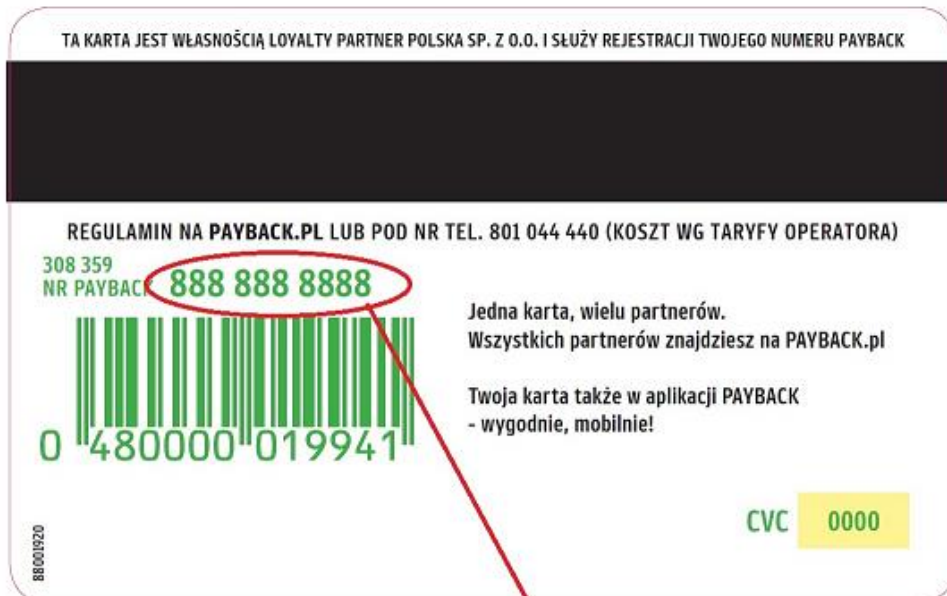 TA KARTA JEST WŁASNOŚCIĄ LOYALTY PARTNER POLSKA SP. Z O.O. I SŁUŻY REJESTRACJI TWOJEGO NUMERU PAYBACK
REGULAMIN NA PAYBACK.PL LUB POD NR TEL. 801 044 440 (KOSZT WG TARYFY OPERATORA)
308 359
NR PAYBACK 888 888 8888
Jedna karta, wielu partnerów.
Wszystkich partnerów znajdziesz na PAYBACK.pl
Twoja karta także w aplikacji PAYBACK
- wygodnie, mobilnie!
0 480000 019941
CVC 0000
88001920